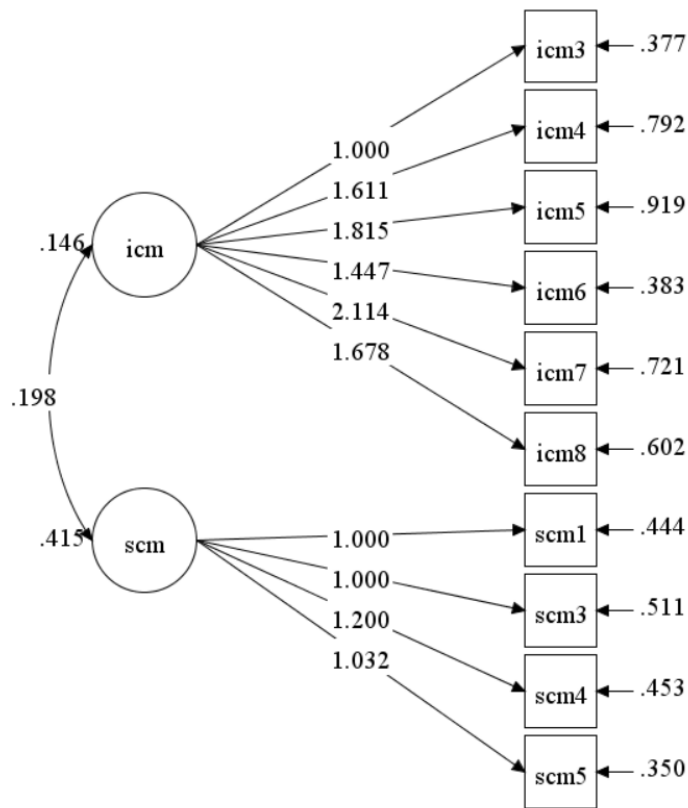 icm3 .377
icm4 .792
1.000
1.611
icm5 .919
1.815
.146 icm
1.447
icm6 .383
2.114
1.678
icm7 .721
.198
icm8 .602
scm1 .444
.415 scm
1.000
1.000
scm3 .511
1.200
1.032
scm4 .453
scm5 .350